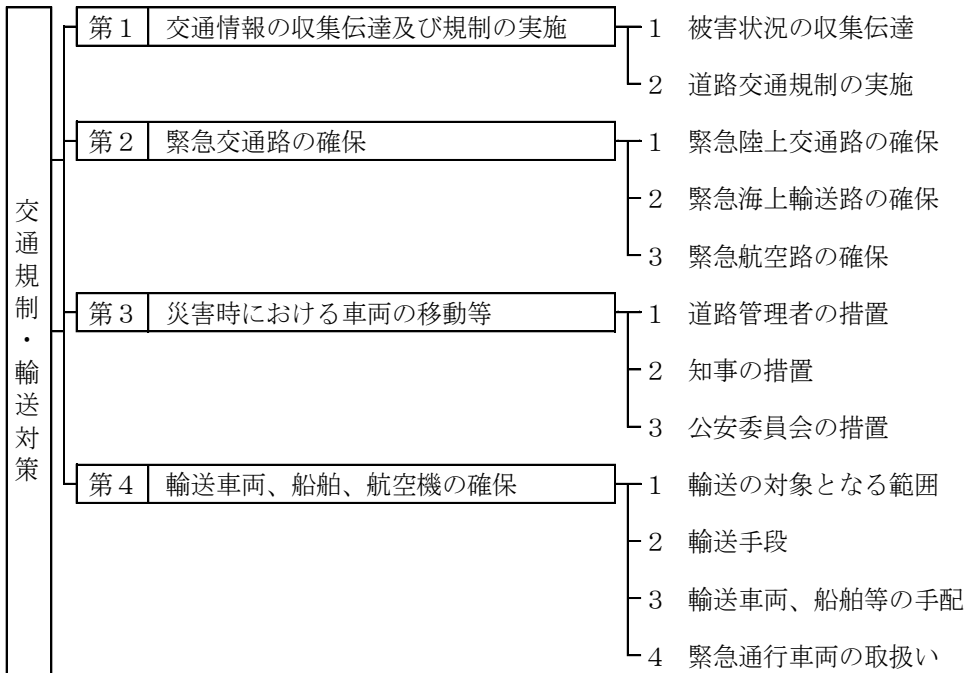 交通規制・輸送対策
第1 交通情報の収集伝達及び規制の実施
1 被害状況の収集伝達
2 道路交通規制の実施
第2 緊急交通路の確保
1 緊急陸上交通路の確保
2 緊急海上輸送路の確保
3 緊急航空路の確保
第3 災害時における車両の移動等
1 道路管理者の措置
2 知事の措置
3 公安委員会の措置
第4 輸送車両、船舶、航空機の確保
1 輸送の対象となる範囲
2 輸送手段
3 輸送車両、船舶等の手配
4 緊急通行車両の取扱い